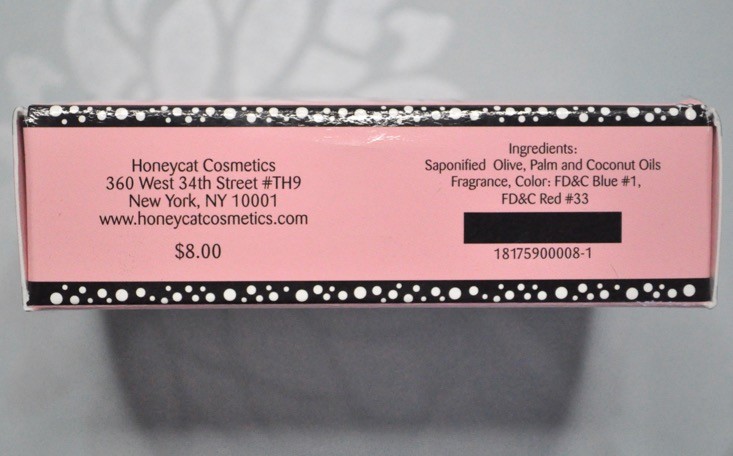 Honeycat Cosmetics
360 West 34th Street #TH9
New York, NY 10001
www.honeycatcosmetics.com
$8.00
Ingredients:
Saponified Olive, Palm and Coconut Oils
Fragrance, Color: FD&C Blue #1,
FD&C Red #33
18175900008-1